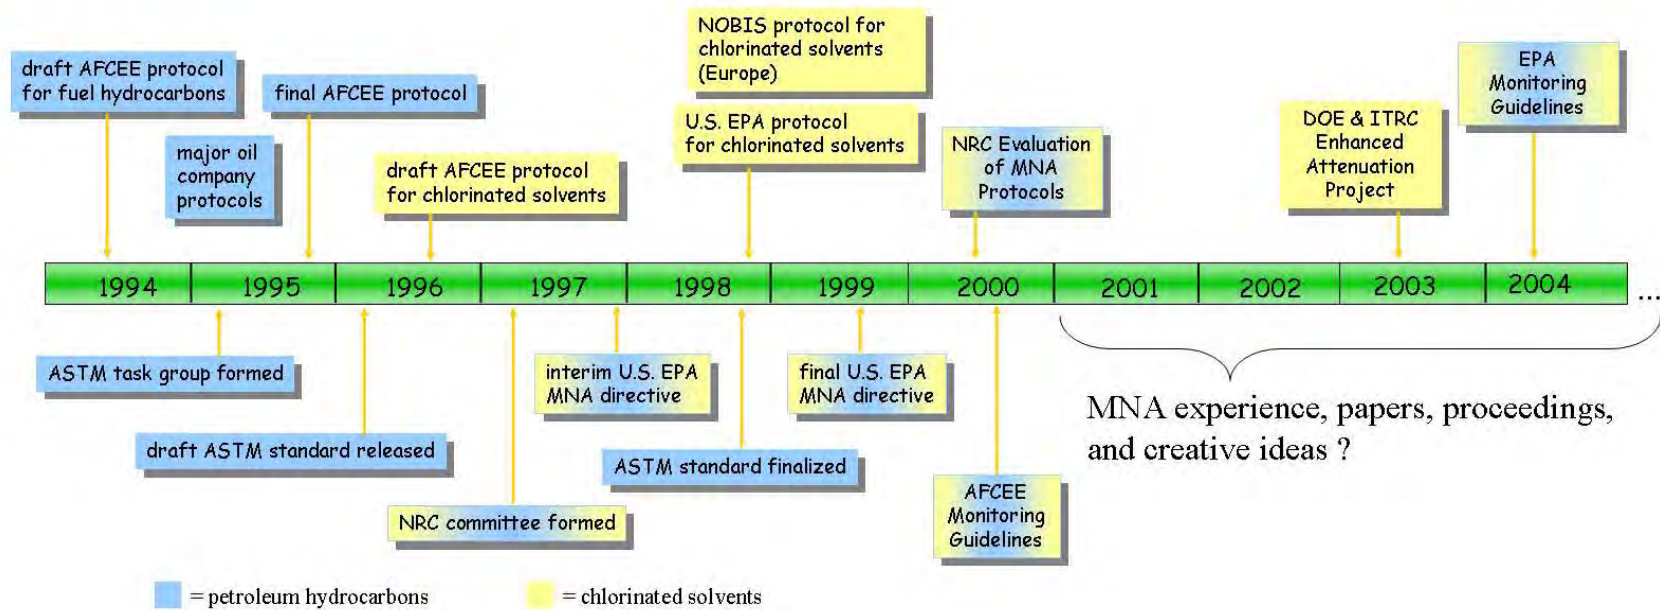 NOBIS protocol for
chlorinated solvents
(Europe)
draft AFCEE protocol
for fuel hydrocarbons
final AFCEE protocol
EPA
Monitoring
Guidelines
major oil
company
protocols
draft AFCEE protocol
for chlorinated solvents
U.S. EPA protocol
for chlorinated solvents
NRC Evaluation
of MNA
Protocols
DOE & ITRC
Enhanced
Attenuation
Project
1994 1995 1996 1997 1998 1999 2000 2001 2002 2003 2004 ...
ASTM task group formed
interim U.S. EPA
MNA directive
final U.S. EPA
MNA directive
MNA experience, papers, proceedings,
and creative ideas ?
draft ASTM standard released
ASTM standard finalized
NRC committee formed
AFCEE
Monitoring
Guidelines
= petroleum hydrocarbons
= chlorinated solvents